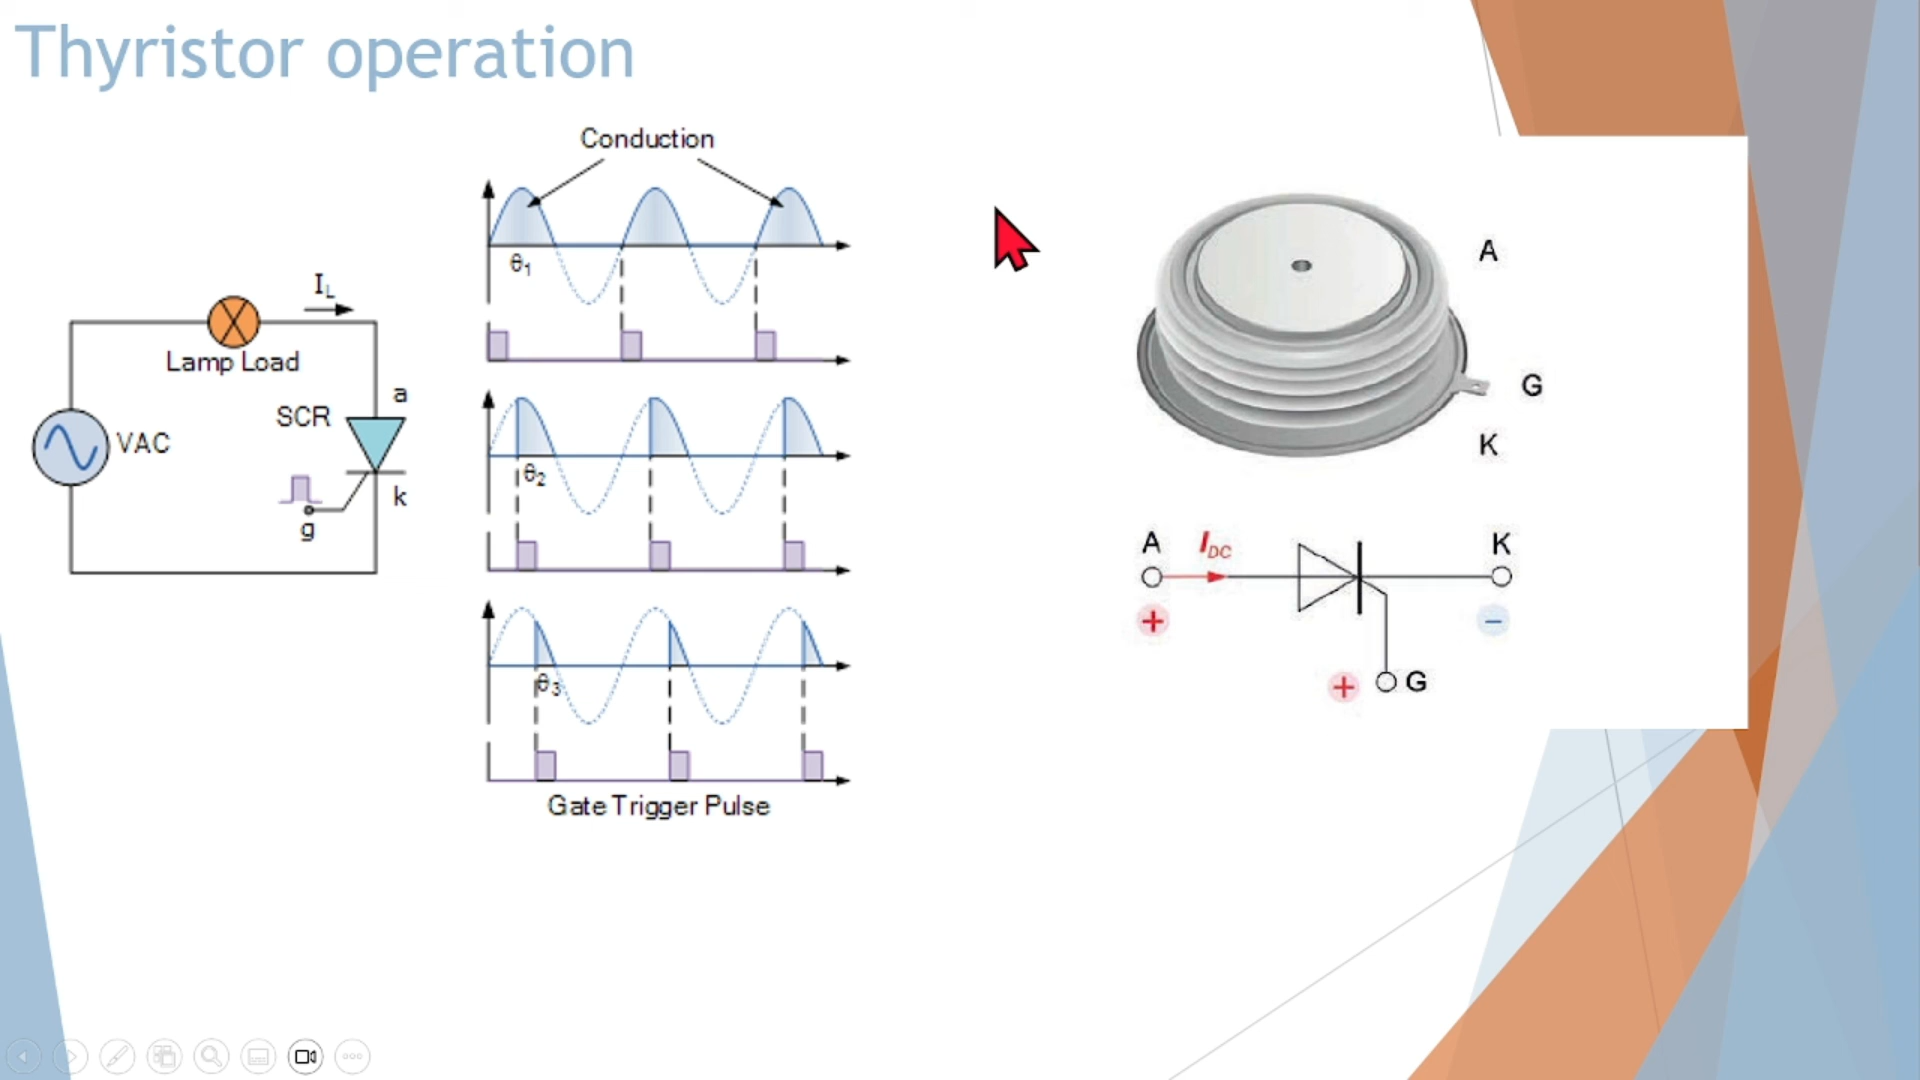 Thyristor operation
Conduction
θ1
I_L
Lamp Load
a
SCR
VAC
k
g
θ2
θ3
Gate Trigger Pulse
A
G
K
A
I_DC
K
+
−
+
G